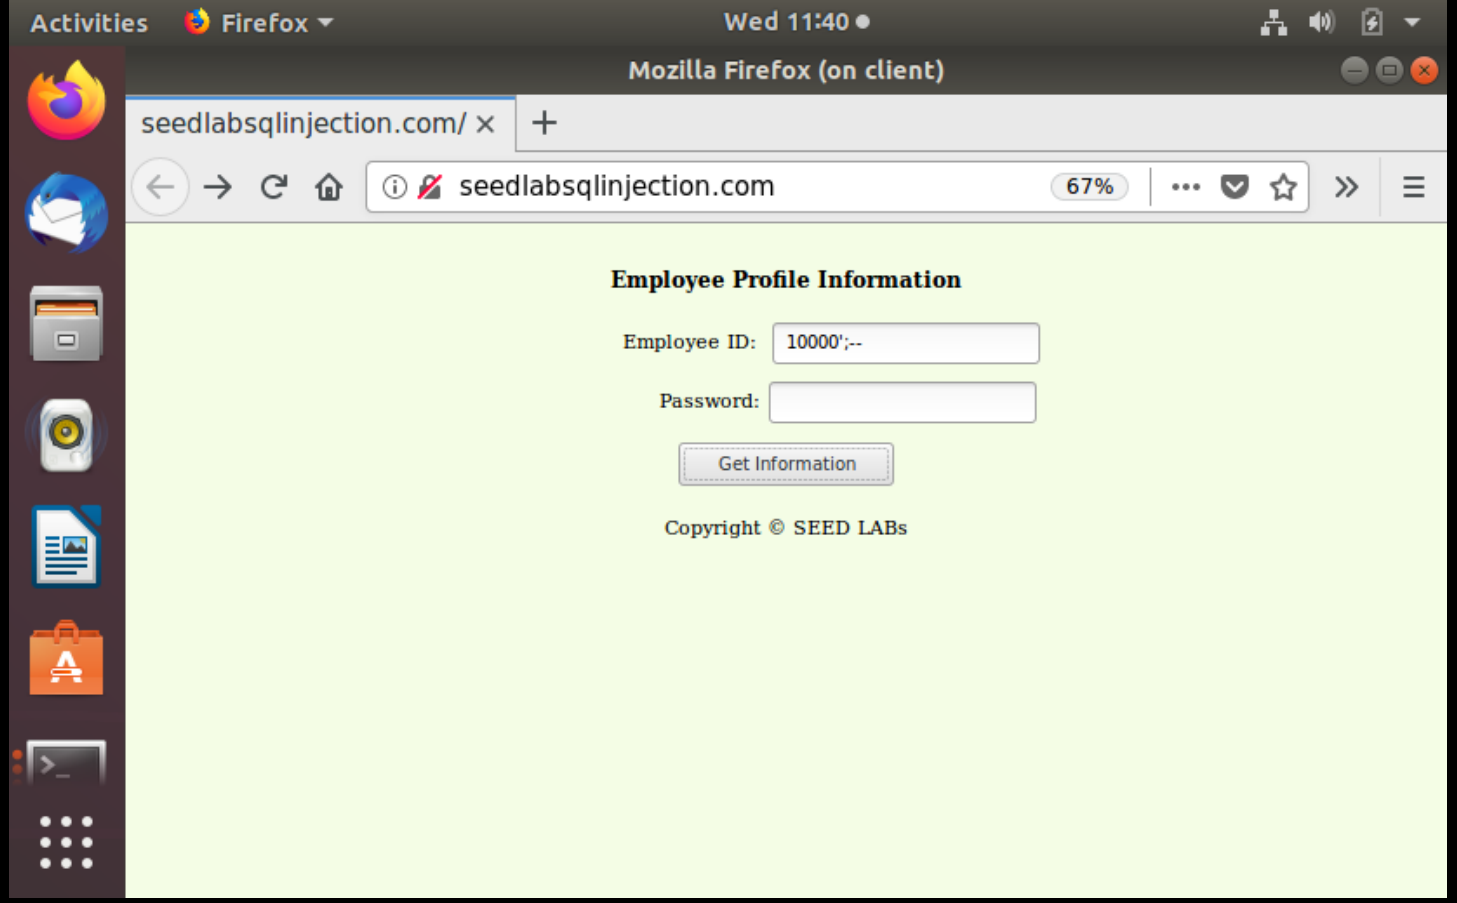 Activities Firefox Wed 11:40
Mozilla Firefox (on client)
seedlabsqlinjection.com/
seedlabsqlinjection.com 67%
Employee Profile Information
Employee ID: 10000';--
Password:
Get Information
Copyright © SEED LABs